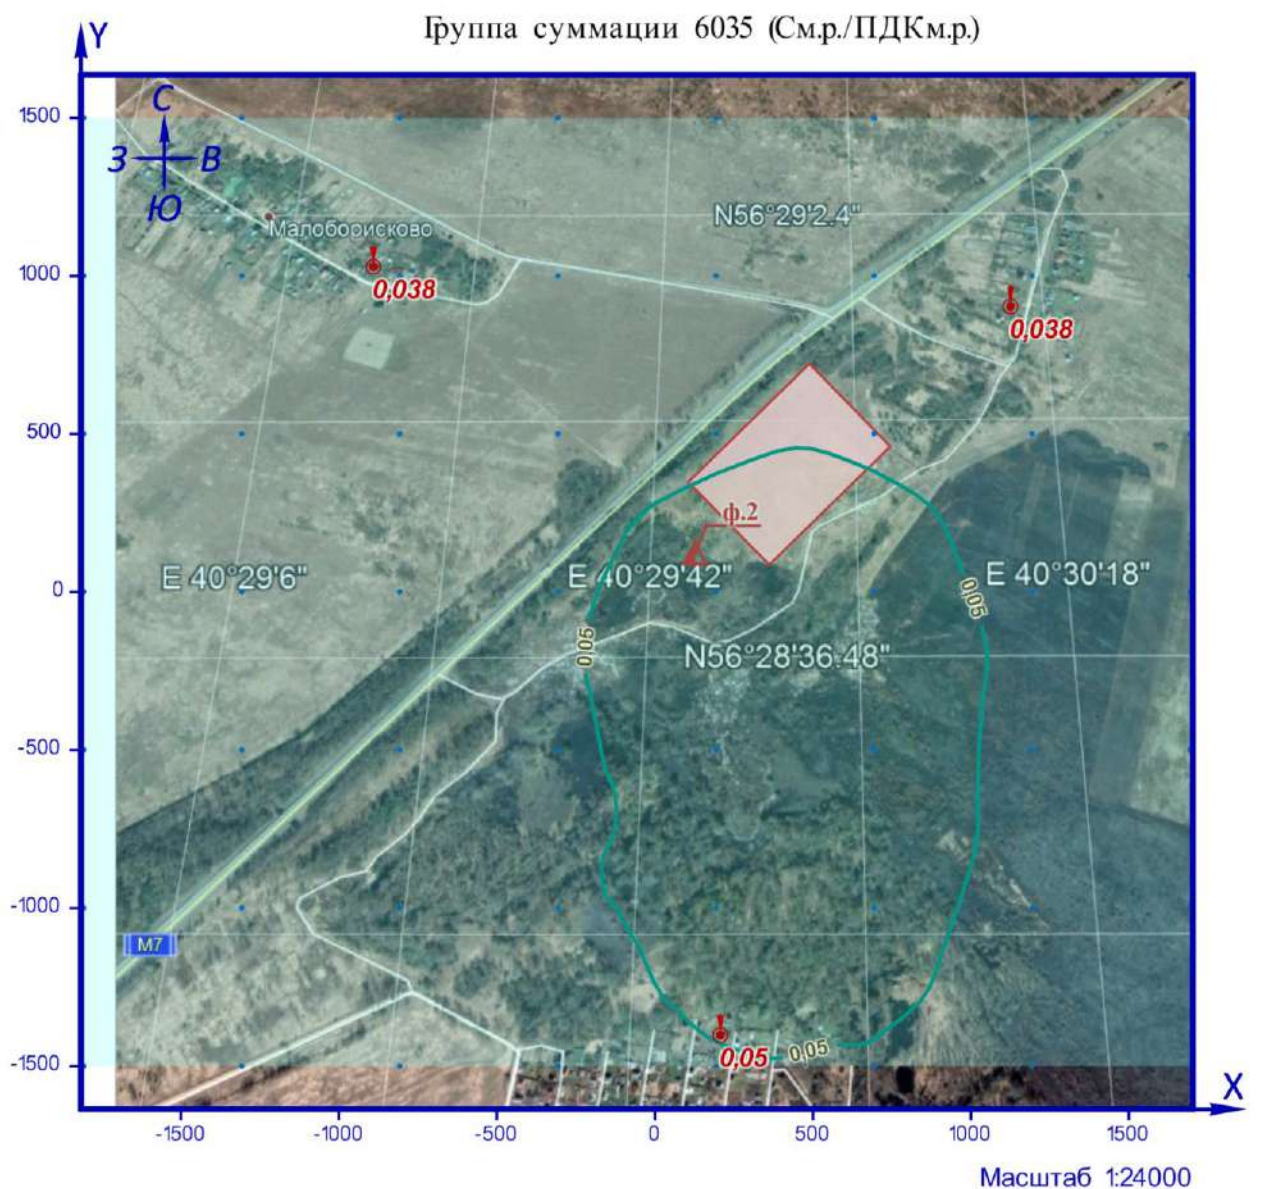 Группа суммации 6035 (См.р./ПДКм.р.)
Y
1500
С
З В
Ю
Малоборисково
N56°29'2.4"
1000
0,038
0,038
500
ф.2
E 40°29'6"
E 40°29'42"
E 40°30'18"
0
0,05
0,05
N56°28'36.48"
-500
-1000
M7
0,05
0,05
-1500
X
-1500 -1000 -500 0 500 1000 1500
Масштаб 1:24000